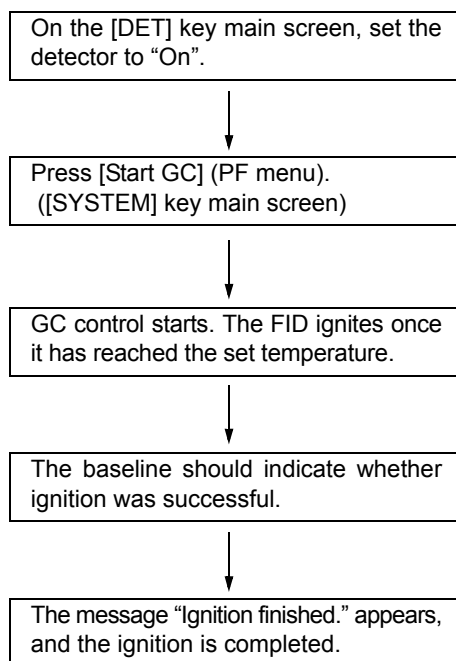 On the [DET] key main screen, set the
detector to “On”.
Press [Start GC] (PF menu).
([SYSTEM] key main screen)
GC control starts. The FID ignites once
it has reached the set temperature.
The baseline should indicate whether
ignition was successful.
The message “Ignition finished.” appears,
and the ignition is completed.